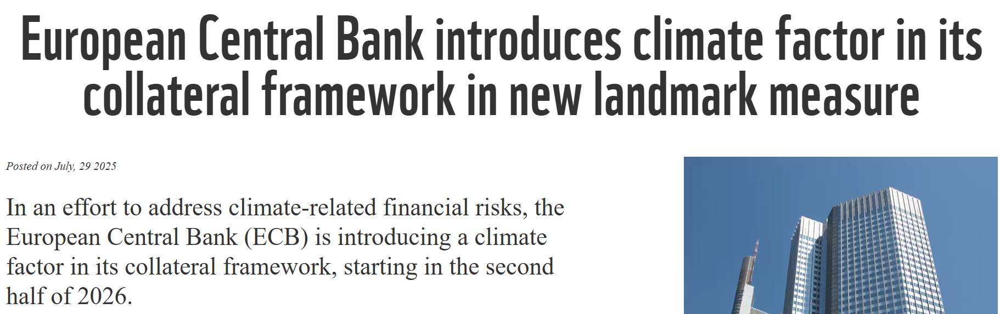 European Central Bank introduces climate factor in its
collateral framework in new landmark measure
Posted on July, 29 2025
In an effort to address climate-related financial risks, the
European Central Bank (ECB) is introducing a climate
factor in its collateral framework, starting in the second
half of 2026.